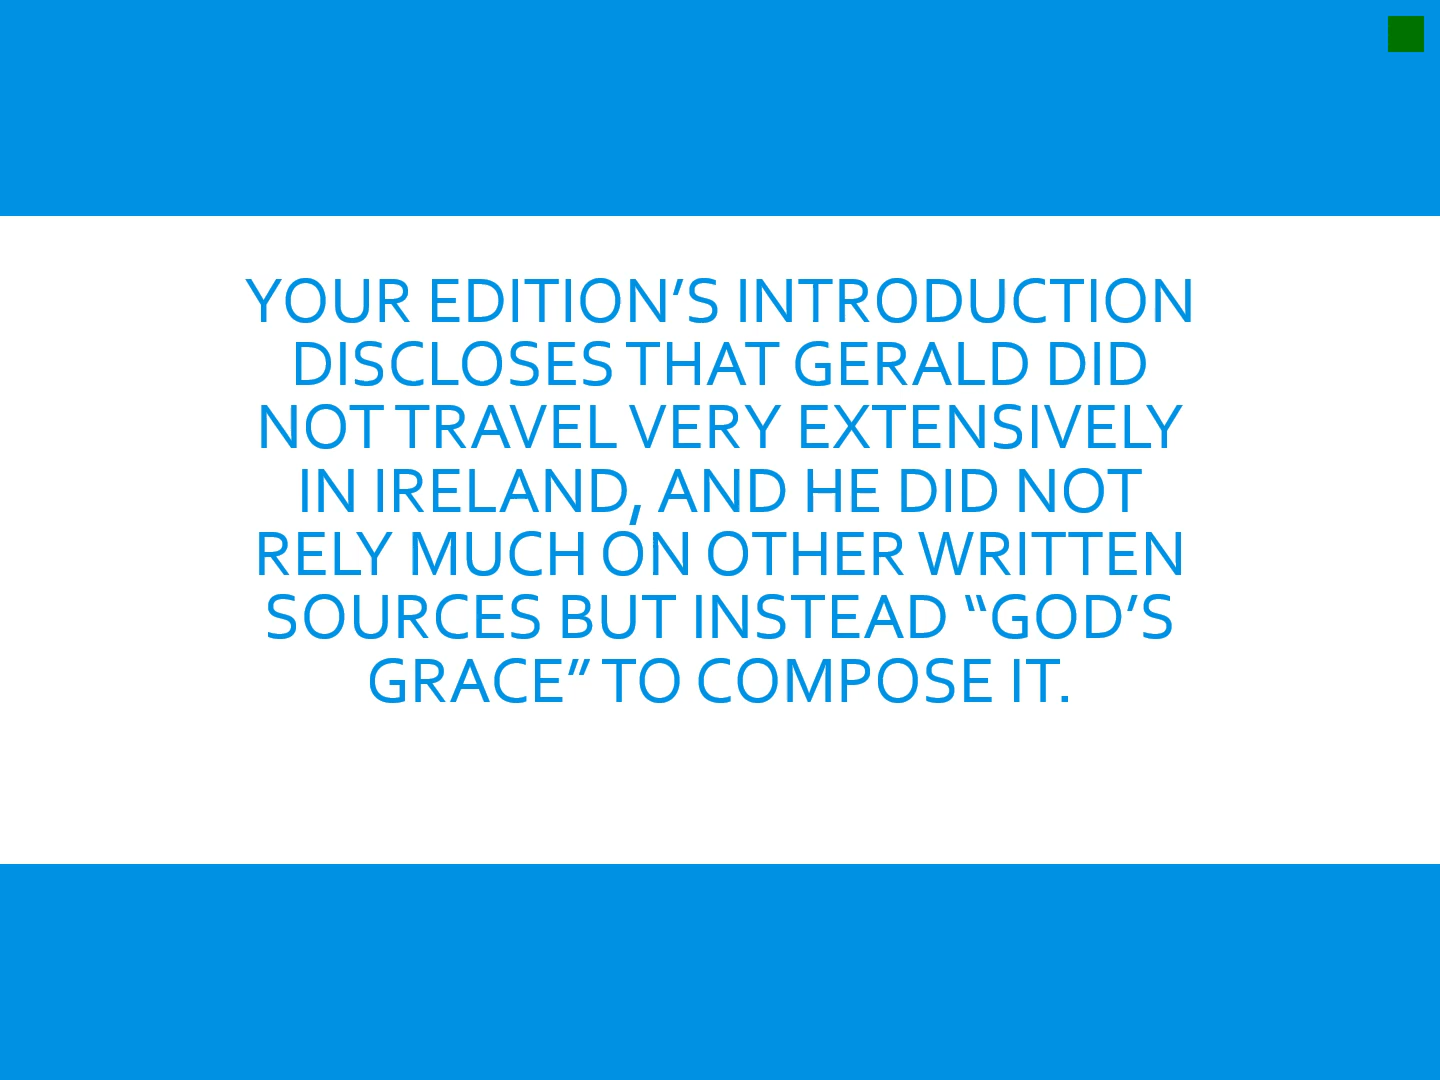 YOUR EDITION’S INTRODUCTION
DISCLOSES THAT GERALD DID
NOT TRAVEL VERY EXTENSIVELY
IN IRELAND, AND HE DID NOT
RELY MUCH ON OTHER WRITTEN
SOURCES BUT INSTEAD “GOD’S
GRACE” TO COMPOSE IT.